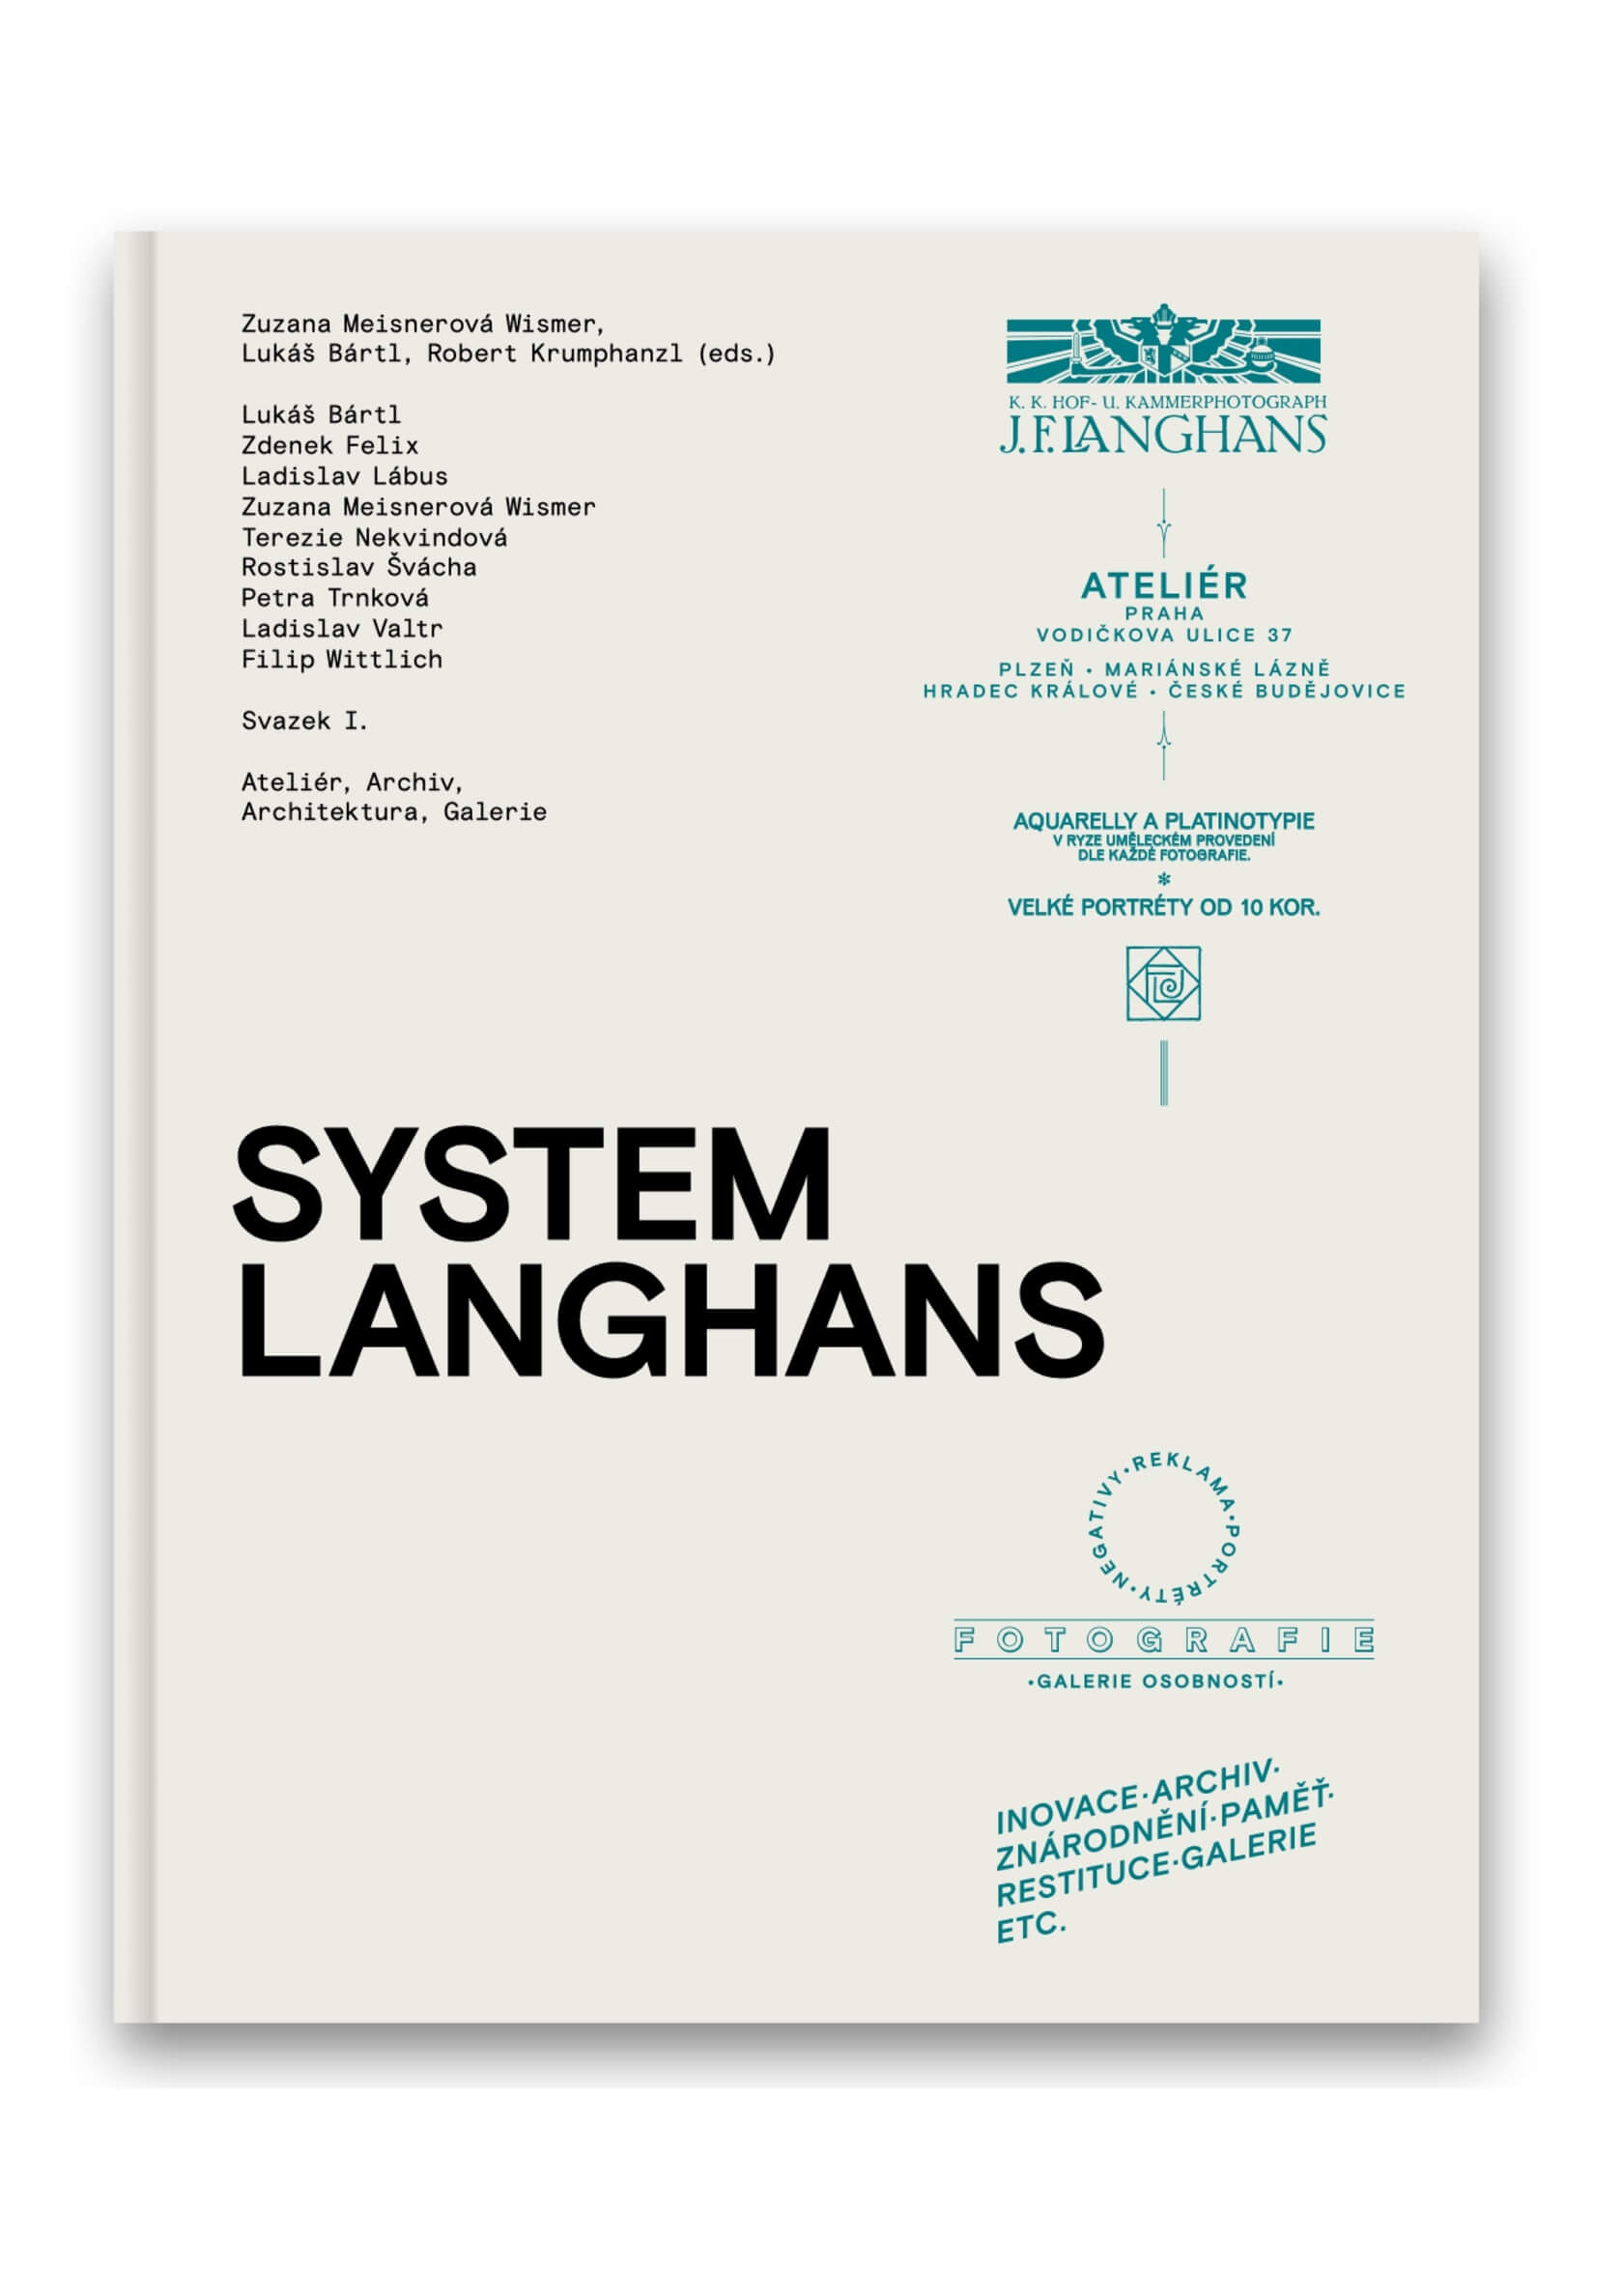 Zuzana Meisnerová Wismer,
Lukáš Bártl, Robert Krumphanzl (eds.)
Lukáš Bártl
Zdenek Felix
Ladislav Lábus
Zuzana Meisnerová Wismer
Terezie Nekvindová
Rostislav Švácha
Petra Trnková
Ladislav Valtr
Filip Wittlich
Svazek I.
Ateliér, Archiv,
Architektura, Galerie
K. K. HOF- U. KAMMERPHOTOGRAPH
J. F. LANGHANS
ATELIÉR
PRAHA
VODIČKOVA ULICE 37
PLZEŇ • MARIÁNSKÉ LÁZNĚ
HRADEC KRÁLOVÉ • ČESKÉ BUDĚJOVICE
AQUARELLY A PLATINOTYPIE
V RYZE UMĚLECKÉM PROVEDENÍ
DLE KAŽDÉ FOTOGRAFIE.
*
VELKÉ PORTRÉTY OD 10 KOR.
SYSTEM
LANGHANS
NEGATIVY•REKLAMA•PORTRÉTY•
FOTOGRAFIE
•GALERIE OSOBNOSTÍ•
INOVACE·ARCHIV·
ZNÁRODNĚNÍ·PAMĚŤ·
RESTITUCE·GALERIE
ETC.